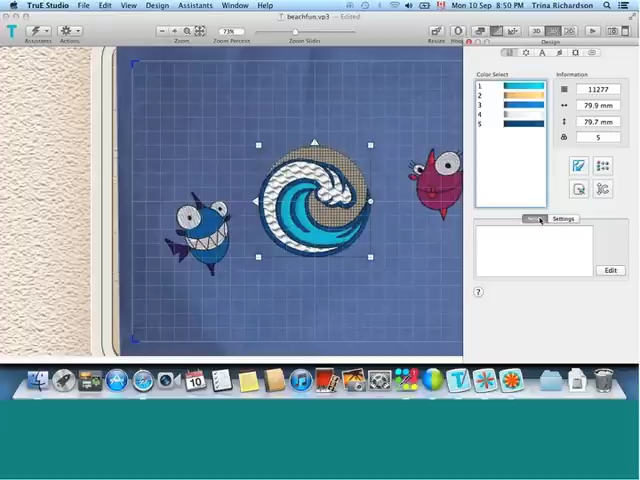 TruE Studio File Edit View Design Assistants Window Help
Mon 10 Sep 8:50 PM Trina Richardson
beachfun.vp3 — Edited
73%
Assistants Actions Zoom Zoom Percent Zoom Slider Resize
Design
Color Select Information
1 11277
2
3 79.9 mm
4 79.7 mm
5 5
Settings
Edit
?
10